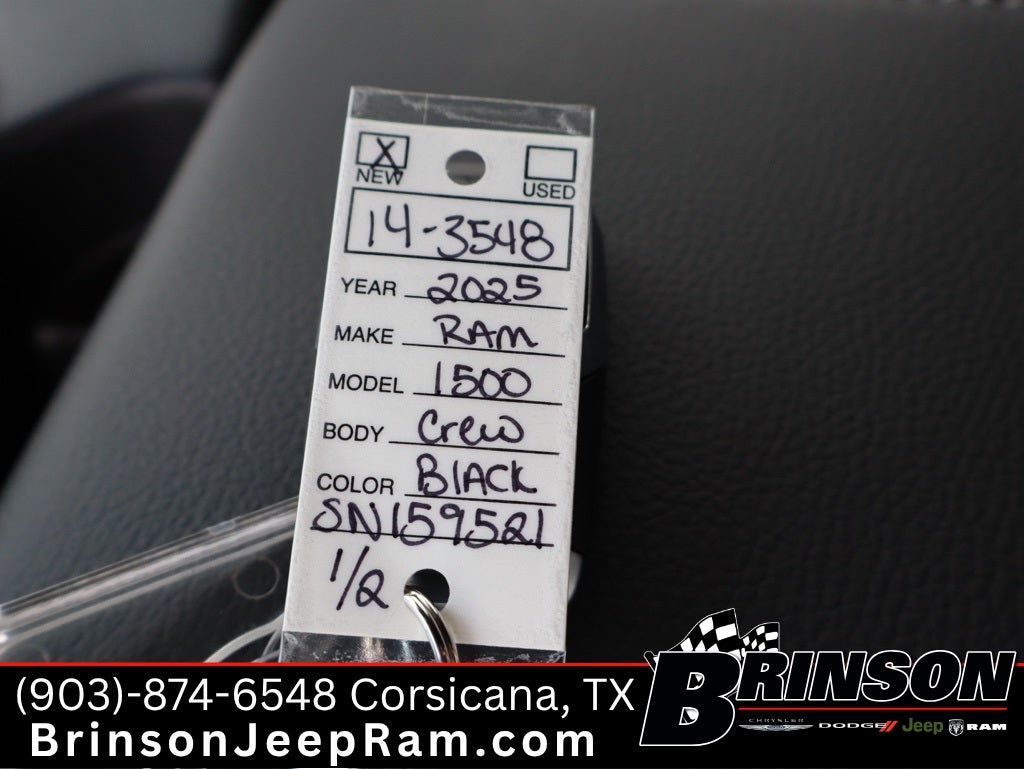 X
NEW
USED
14-3548
YEAR 2025
MAKE RAM
MODEL 1500
BODY Crew
COLOR BLACK
SN159521
1/2
(903)-874-6548 Corsicana, TX
BrinsonJeepRam.com
BRINSON
CHRYSLER DODGE// Jeep RAM